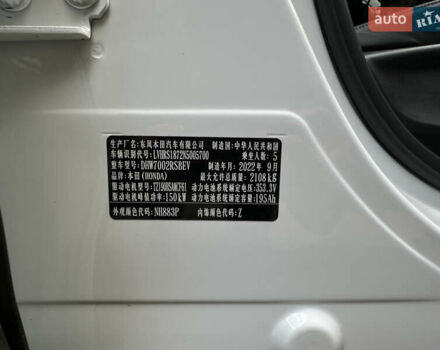 auto RIA
生产厂名：东风本田汽车有限公司 制造国：中华人民共和国
车辆识别代号：LVHRS1872N5005700 乘坐人数：5
整车型号：DHW7002RSBEV 制造年月：2022年 9月
品牌：本田(HONDA) 最大允许总质量：2108kg
驱动电机型号：TZ190HSAMCFG1 动力电池系统额定电压：353.3V
驱动电机峰值功率：150kW 动力电池系统额定容量：195Ah
外观颜色代码：NH883P 内饰颜色代码：Z